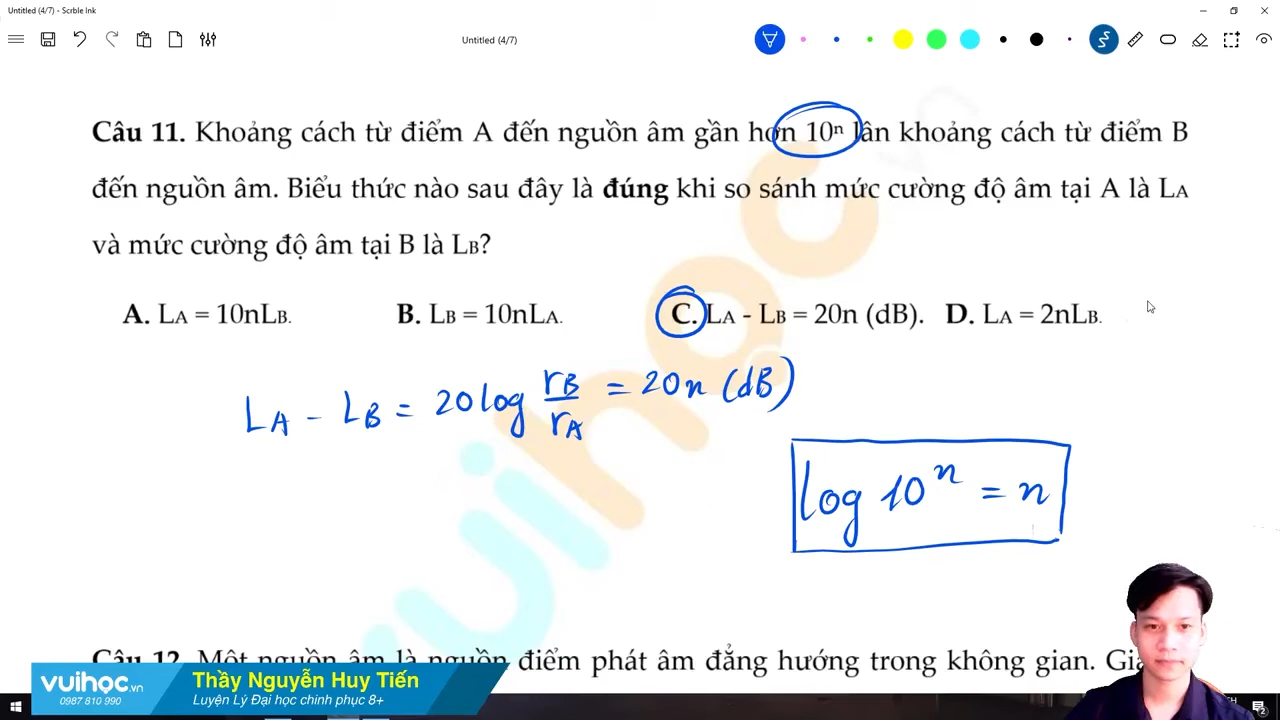 Untitled (4/7) - Scrble Ink
Untitled (4/7)
Câu 11. Khoảng cách từ điểm A đến nguồn âm gần hơn 10ⁿ lần khoảng cách từ điểm B
đến nguồn âm. Biểu thức nào sau đây là đúng khi so sánh mức cường độ âm tại A là LA
và mức cường độ âm tại B là LB?
A. LA = 10nLB. B. LB = 10nLA. C. LA - LB = 20n (dB). D. LA = 2nLB.
LA - LB = 20 log rB/rA = 20n (dB)
log 10ⁿ = n
Câu 12. Một nguồn âm là nguồn điểm phát âm đẳng hướng trong không gian.
vuihọc.vn
0987 810 990
Thầy Nguyễn Huy Tiến
Luyện Lý Đại học chinh phục 8+